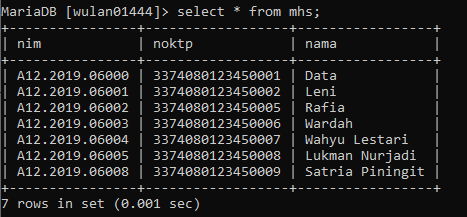 MariaDB [wulan01444]> select * from mhs;
+----------------+------------------+-----------------+
| nim            | noktp            | nama            |
+----------------+------------------+-----------------+
| A12.2019.06000 | 3374080123450001 | Data            |
| A12.2019.06001 | 3374080123450002 | Leni            |
| A12.2019.06002 | 3374080123450005 | Rafia           |
| A12.2019.06003 | 3374080123450006 | Wardah          |
| A12.2019.06004 | 3374080123450007 | Wahyu Lestari   |
| A12.2019.06005 | 3374080123450008 | Lukman Nurjadi  |
| A12.2019.06008 | 3374080123450009 | Satria Piningit |
+----------------+------------------+-----------------+
7 rows in set (0.001 sec)